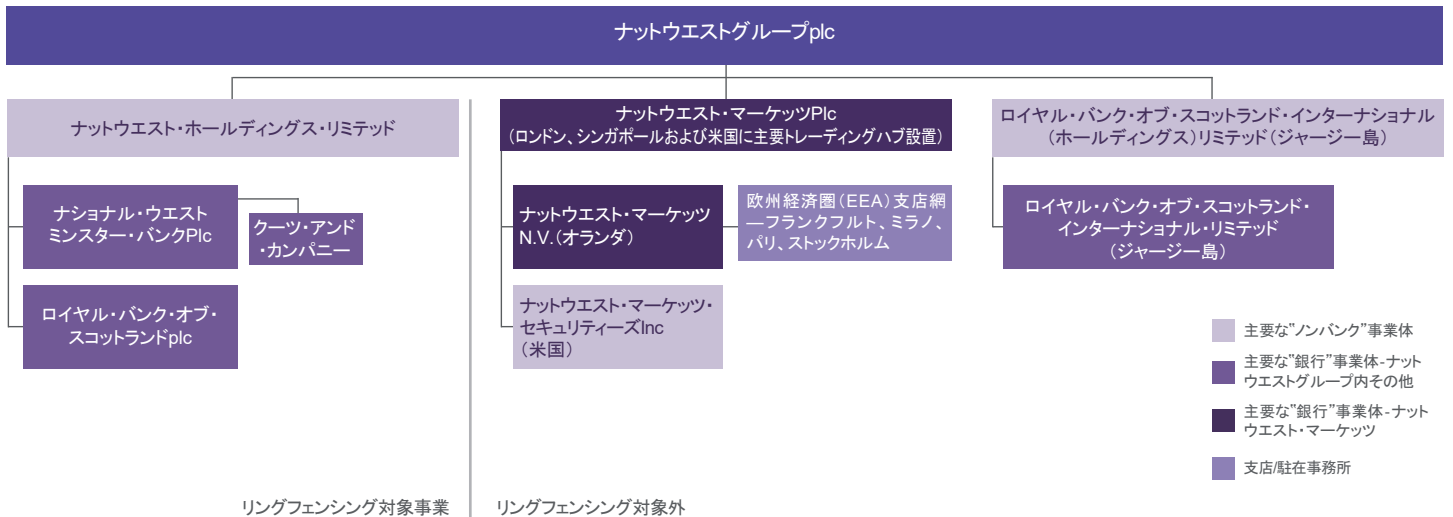 ナットウエストグループplc
ナットウエスト・ホールディングス・リミテッド
ナショナル・ウエスト
ミンスター・バンクPlc
クーツ・アンド
・カンパニー
ロイヤル・バンク・オブ・
スコットランドplc
ナットウエスト・マーケッツPlc
(ロンドン、シンガポールおよび米国に主要トレーディングハブ設置)
ナットウエスト・マーケッツ
N.V.(オランダ)
欧州経済圏(EEA)支店網
―フランクフルト、ミラノ、
パリ、ストックホルム
ナットウエスト・マーケッツ・
セキュリティーズInc
(米国)
ロイヤル・バンク・オブ・スコットランド・インターナショナル
(ホールディングス)リミテッド(ジャージー島)
ロイヤル・バンク・オブ・スコットランド・
インターナショナル・リミテッド
(ジャージー島)
主要な"ノンバンク"事業体
主要な"銀行"事業体-ナット
ウエストグループ内その他
主要な"銀行"事業体-ナット
ウエスト・マーケッツ
支店/駐在事務所
リングフェンシング対象事業
リングフェンシング対象外